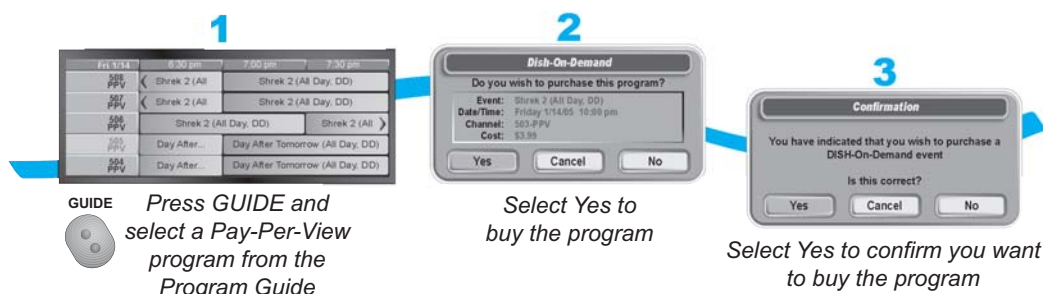 1
Fri 1/14 6:30 pm 7:00 pm 7:30 pm
508 PPV Shrek 2 (All Shrek 2 (All Day, DD)
507 PPV Shrek 2 (All Shrek 2 (All Day, DD)
506 PPV Shrek 2 (All Day, DD) Shrek 2 (All
505 PPV Day After... Day After Tomorrow (All Day, DD)
504 PPV Day After... Day After Tomorrow (All Day, DD)
GUIDE
Press GUIDE and
select a Pay-Per-View
program from the
Program Guide
2
Dish-On-Demand
Do you wish to purchase this program?
Event: Shrek 2 (All Day, DD)
Date/Time: Friday 1/14/05 10:00 pm
Channel: 503-PPV
Cost: $3.99
Yes Cancel No
Select Yes to
buy the program
3
Confirmation
You have indicated that you wish to purchase a
DISH-On-Demand event
Is this correct?
Yes Cancel No
Select Yes to confirm you want
to buy the program